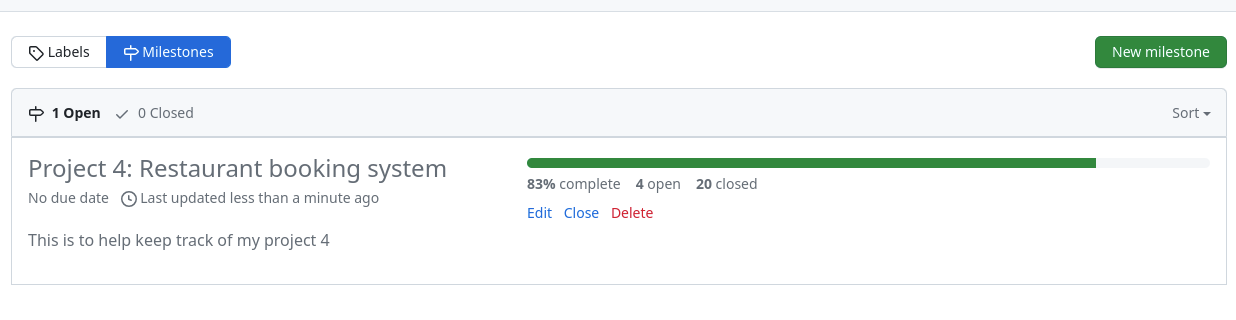 Labels Milestones New milestone
1 Open 0 Closed Sort
Project 4: Restaurant booking system
No due date Last updated less than a minute ago
83% complete 4 open 20 closed
Edit Close Delete
This is to help keep track of my project 4